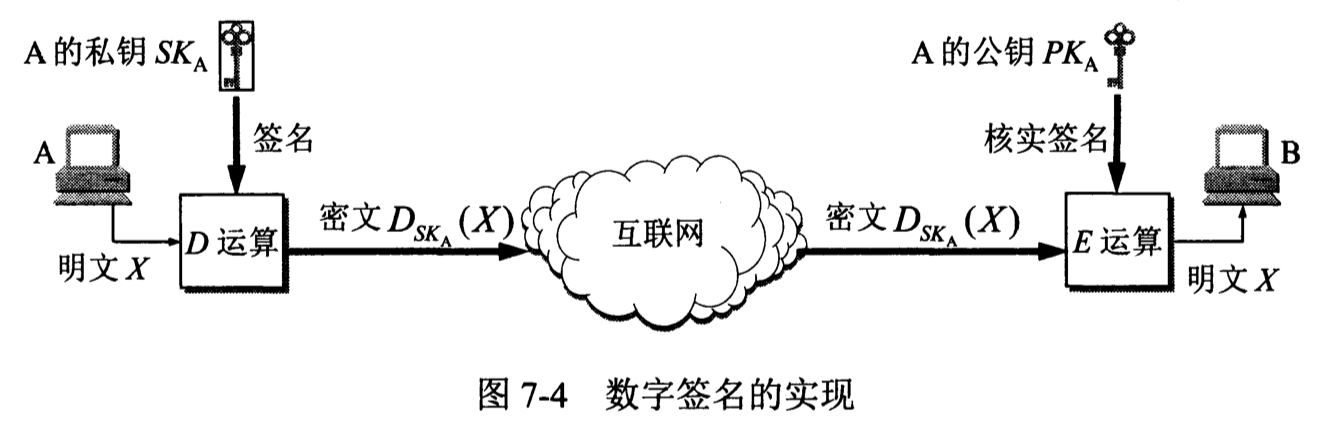 A 的私钥 SK_A
A 的公钥 PK_A
签名
核实签名
A
B
密文 D_{SK_A}(X)
互联网
密文 D_{SK_A}(X)
D 运算
E 运算
明文 X
明文 X
图 7-4 数字签名的实现